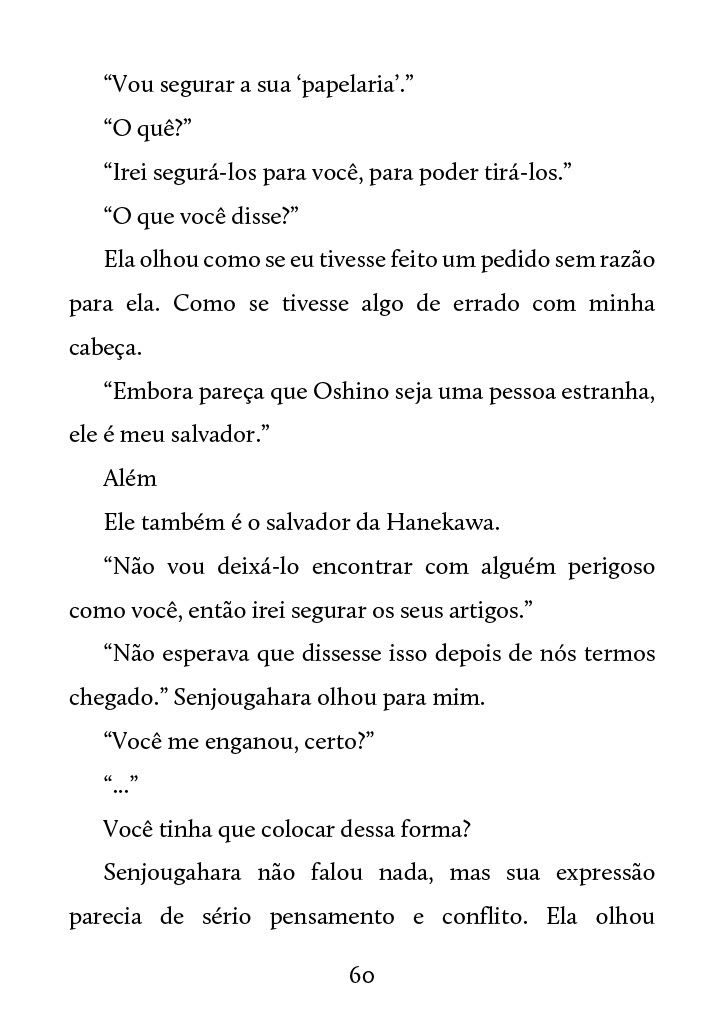 “Vou segurar a sua ‘papelaria’.”
“O quê?”
“Irei segurá-los para você, para poder tirá-los.”
“O que você disse?”
Ela olhou como se eu tivesse feito um pedido sem razão
para ela. Como se tivesse algo de errado com minha
cabeça.
“Embora pareça que Oshino seja uma pessoa estranha,
ele é meu salvador.”
Além
Ele também é o salvador da Hanekawa.
“Não vou deixá-lo encontrar com alguém perigoso
como você, então irei segurar os seus artigos.”
“Não esperava que dissesse isso depois de nós termos
chegado.” Senjougahara olhou para mim.
“Você me enganou, certo?”
“...”
Você tinha que colocar dessa forma?
Senjougahara não falou nada, mas sua expressão
parecia de sério pensamento e conflito. Ela olhou
60